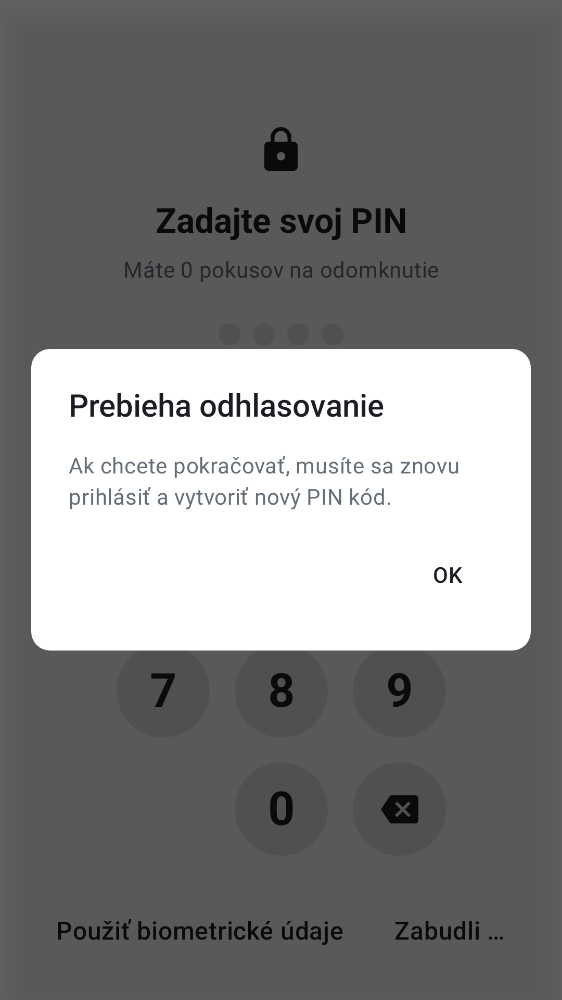 Zadajte svoj PIN
Máte 0 pokusov na odomknutie
Prebieha odhlasovanie
Ak chcete pokračovať, musíte sa znovu
prihlásiť a vytvoriť nový PIN kód.
OK
7 8 9
0
Použiť biometrické údaje Zabudli ...